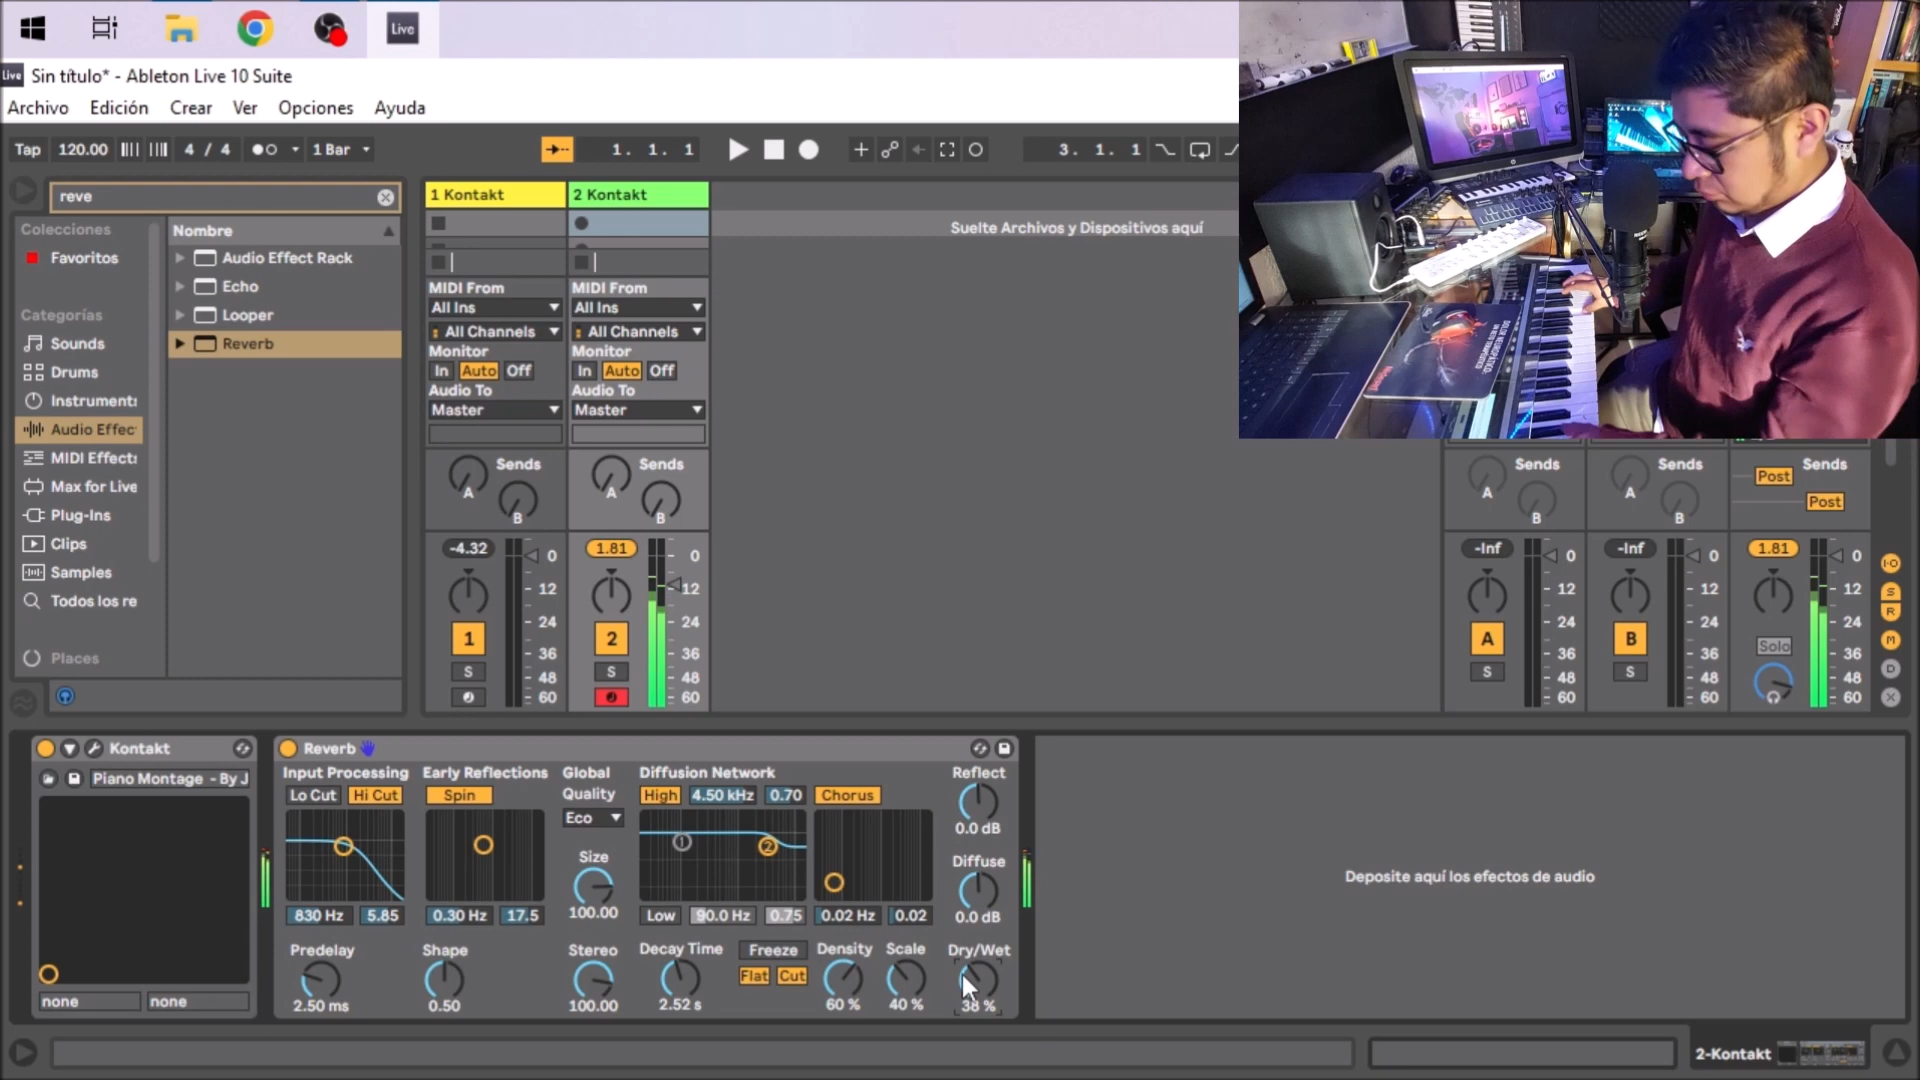 Live
Live Sin título* - Ableton Live 10 Suite
Archivo Edición Crear Ver Opciones Ayuda
Tap 120.00 4 / 4 1 Bar 1. 1. 1 3. 1. 1
reve
Colecciones
Favoritos
Categorías
Sounds
Drums
Instrument:
Audio Effec
MIDI Effect:
Max for Live
Plug-Ins
Clips
Samples
Todos los re
Places
Nombre
Audio Effect Rack
Echo
Looper
Reverb
1 Kontakt 2 Kontakt
Suelte Archivos y Dispositivos aquí
MIDI From MIDI From
All Ins All Ins
All Channels All Channels
Monitor Monitor
In Auto Off In Auto Off
Audio To Audio To
Master Master
Sends Sends Sends Sends Sends
A A A A Post
B B B B Post
-4.32 1.81 -Inf -Inf 1.81
0 0 0 0 0
12 12 12 12 12
24 24 24 24 24
1 2 A B Solo
36 36 36 36 36
S S S S
48 48 48 48 48
60 60 60 60 60
I-O
S
R
M
D
X
Kontakt
Piano Montage - By J
none none
Reverb
Input Processing Early Reflections Global Diffusion Network Reflect
Lo Cut Hi Cut Spin Quality High 4.50 kHz 0.70 Chorus
Eco 0.0 dB
1 2
Size Diffuse
100.00
830 Hz 5.85 0.30 Hz 17.5 Low 90.0 Hz 0.75 0.02 Hz 0.02 0.0 dB
Predelay Shape Stereo Decay Time Freeze Density Scale Dry/Wet
Flat Cut
2.50 ms 0.50 100.00 2.52 s 60 % 40 % 38 %
Deposite aquí los efectos de audio
2-Kontakt